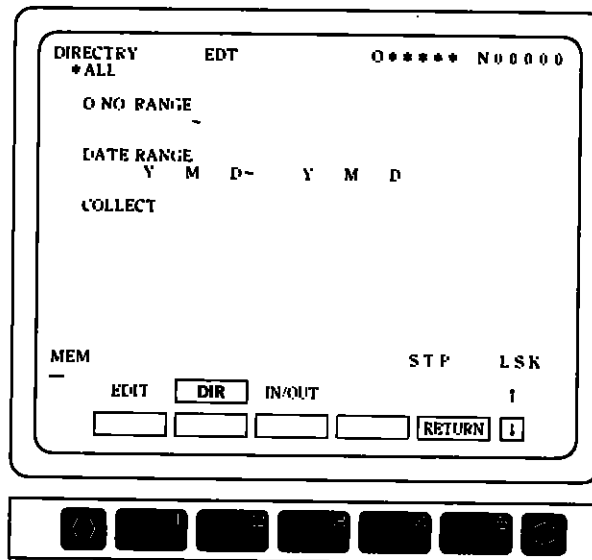 DIRECTRY EDT O***** N00000
*ALL
O NO. RANGE
~
DATE RANGE
Y M D~ Y M D
COLLECT
MEM STP LSK
EDIT DIR IN/OUT ↑
RETURN ↓